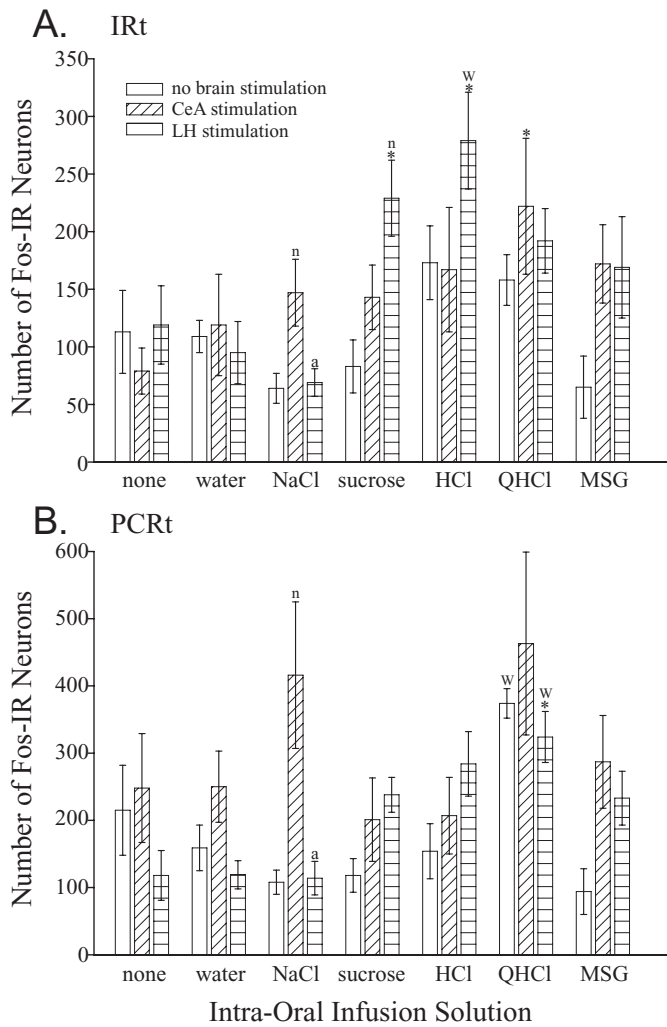 A. IRt
Number of Fos-IR Neurons
350
300
250
200
150
100
50
0
no brain stimulation
CeA stimulation
LH stimulation
n
a
n
*
W
*
*
none water NaCl sucrose HCl QHCl MSG
B. PCRt
Number of Fos-IR Neurons
600
500
400
300
200
100
0
n
a
W
W
*
none water NaCl sucrose HCl QHCl MSG
Intra-Oral Infusion Solution